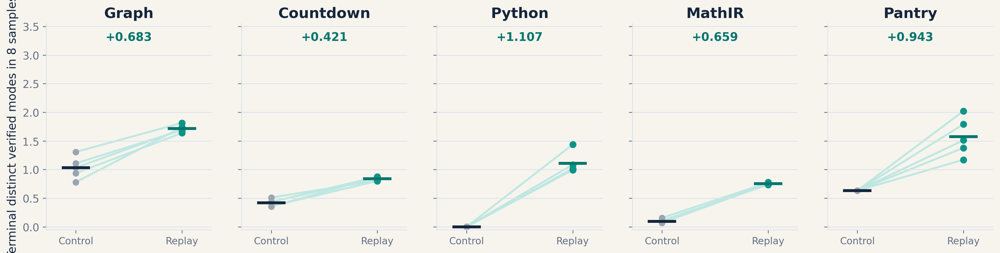 Graph
Countdown
Python
MathIR
Pantry
+0.683
+0.421
+1.107
+0.659
+0.943
distinct verified modes in 8 samples
3.5
3.0
2.5
2.0
1.5
1.0
0.5
0.0
Control Replay
Control Replay
Control Replay
Control Replay
Control Replay